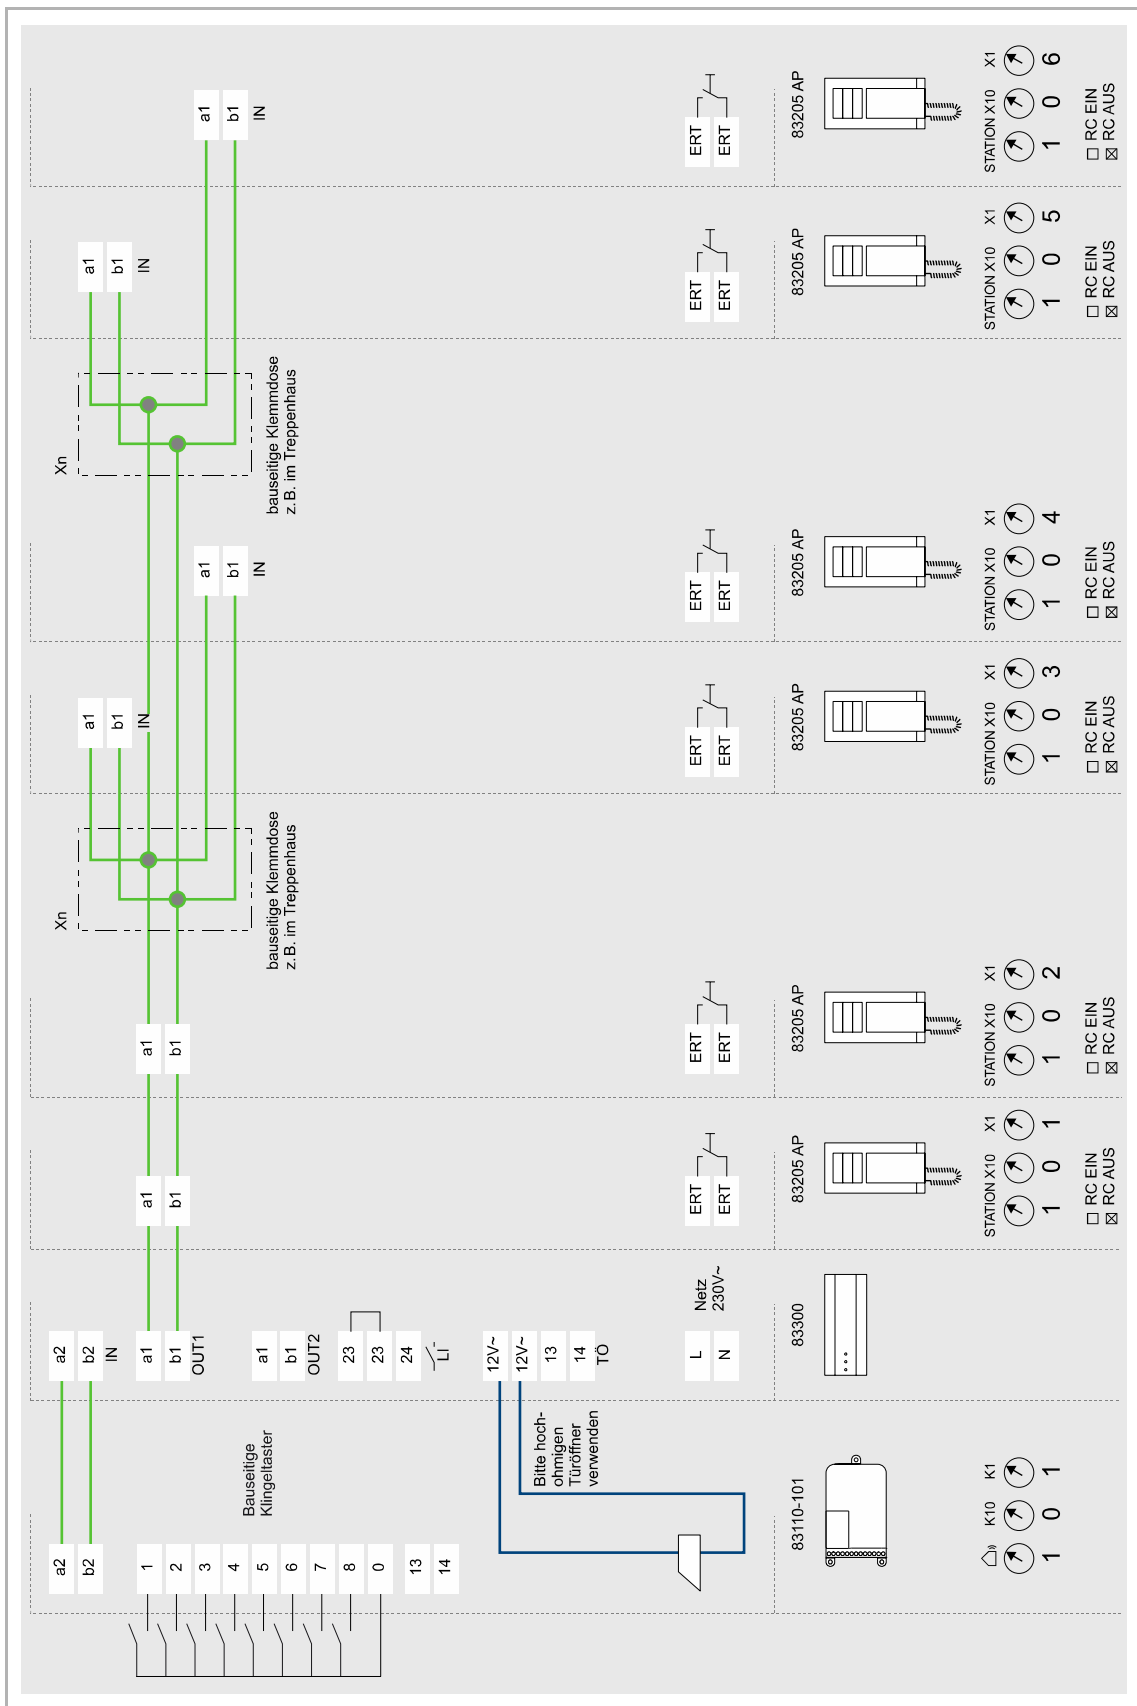 a2
b2
1
2
3
4
5
6
7
8
0
13
14
Bauseitige
Klingeltaster
Bitte hoch-
ohmigen
Türöffner
verwenden
83110-101
K10 K1
1 0 1
a2
b2
IN
a1
b1
OUT1
a1
b1
OUT2
23
23
24
LI
12V~
12V~
13
14
TÖ
L
N
Netz
230V~
83300
a1
b1
ERT
ERT
83205 AP
STATION X10 X1
1 0 1
RC EIN
RC AUS
a1
b1
ERT
ERT
83205 AP
STATION X10 X1
1 0 2
RC EIN
RC AUS
Xn
bauseitige Klemmdose
z.B. im Treppenhaus
a1
b1
IN
ERT
ERT
83205 AP
STATION X10 X1
1 0 3
RC EIN
RC AUS
a1
b1
IN
ERT
ERT
83205 AP
STATION X10 X1
1 0 4
RC EIN
RC AUS
Xn
bauseitige Klemmdose
z.B. im Treppenhaus
a1
b1
IN
ERT
ERT
83205 AP
STATION X10 X1
1 0 5
RC EIN
RC AUS
a1
b1
IN
ERT
ERT
83205 AP
STATION X10 X1
1 0 6
RC EIN
RC AUS